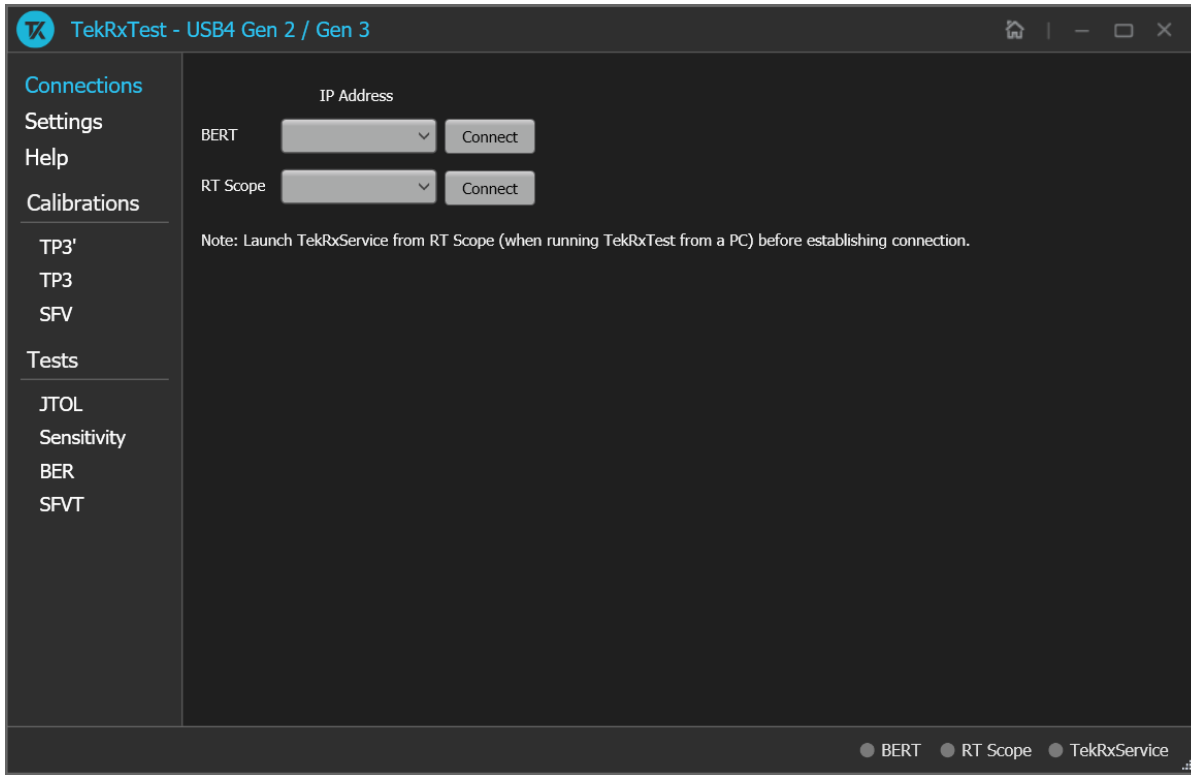 TekRxTest - USB4 Gen 2 / Gen 3
Connections
Settings
Help
Calibrations
TP3'
TP3
SFV
Tests
JTOL
Sensitivity
BER
SFVT
IP Address
BERT
Connect
RT Scope
Connect
Note: Launch TekRxService from RT Scope (when running TekRxTest from a PC) before establishing connection.
BERT
RT Scope
TekRxService